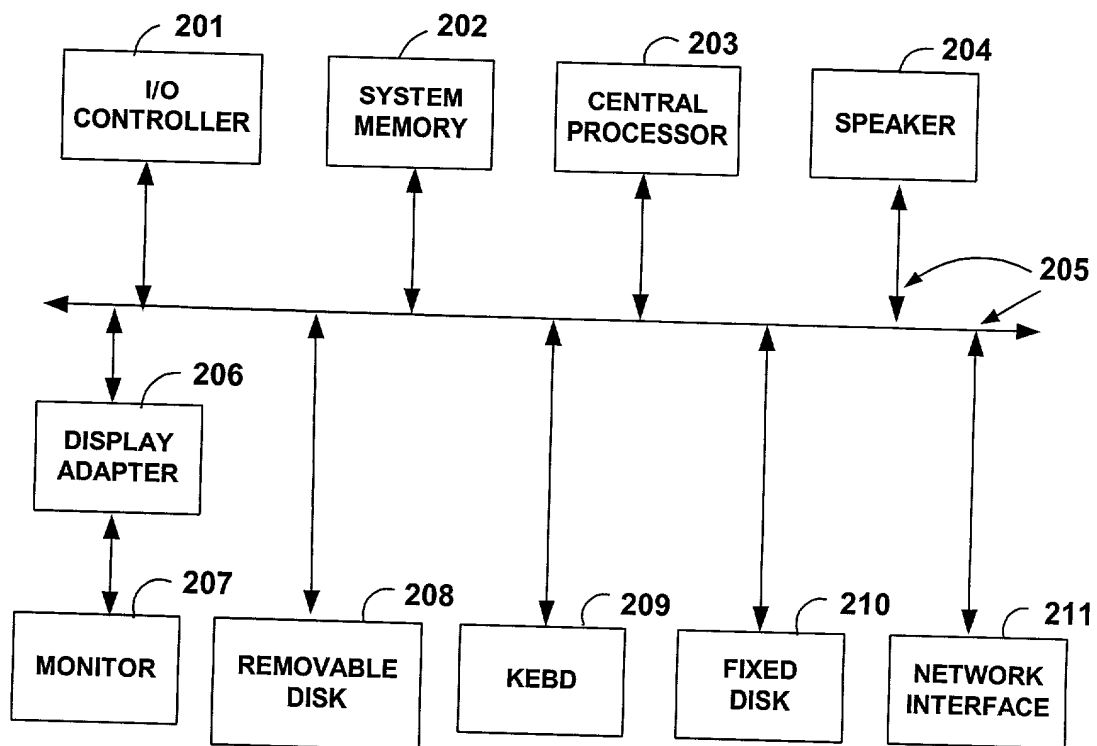 201
I/O
CONTROLLER
202
SYSTEM
MEMORY
203
CENTRAL
PROCESSOR
204
SPEAKER
205
206
DISPLAY
ADAPTER
207
MONITOR
208
REMOVABLE
DISK
209
KEBD
210
FIXED
DISK
211
NETWORK
INTERFACE